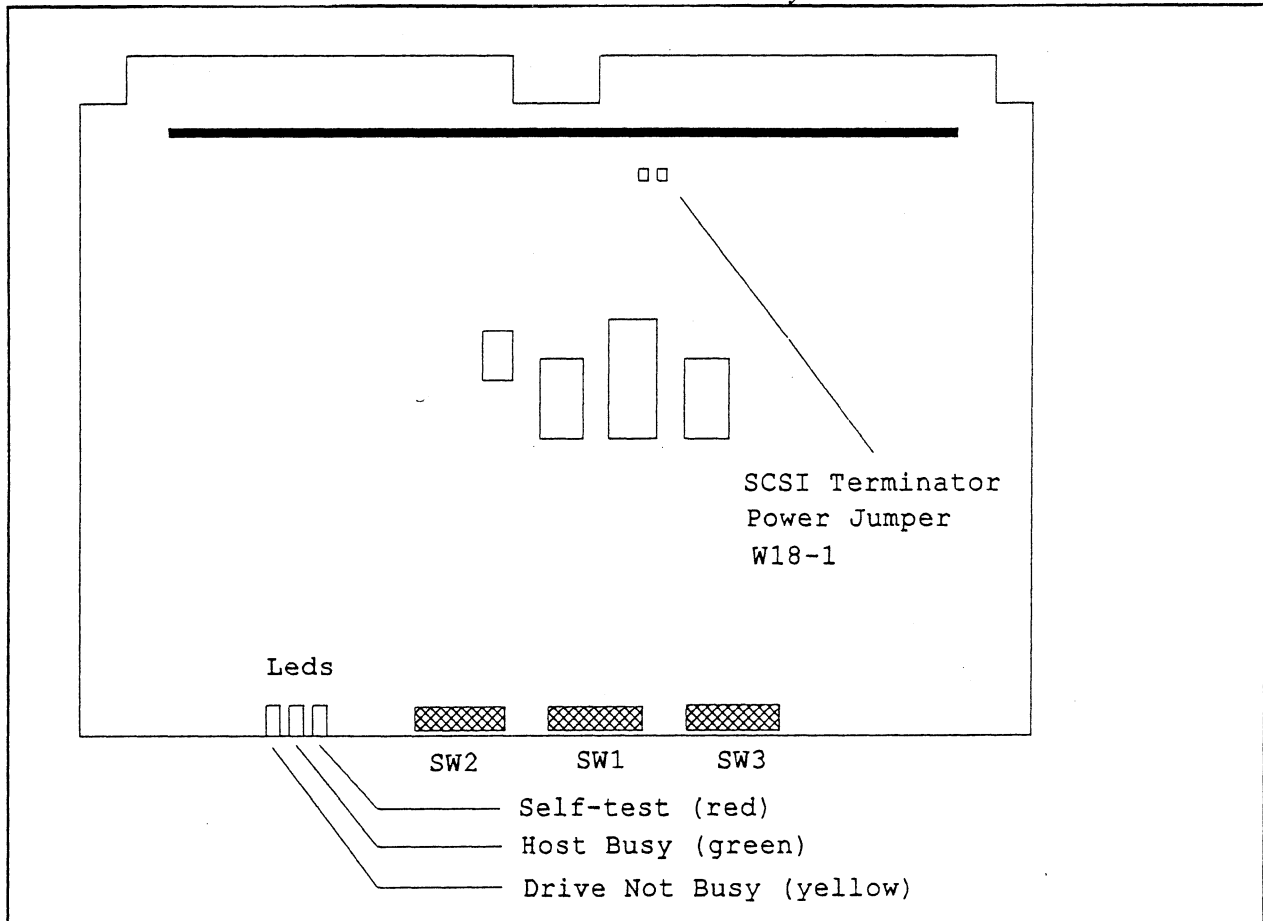 SCSI Terminator
Power Jumper
W18-1
Leds
SW2 SW1 SW3
Self-test (red)
Host Busy (green)
Drive Not Busy (yellow)